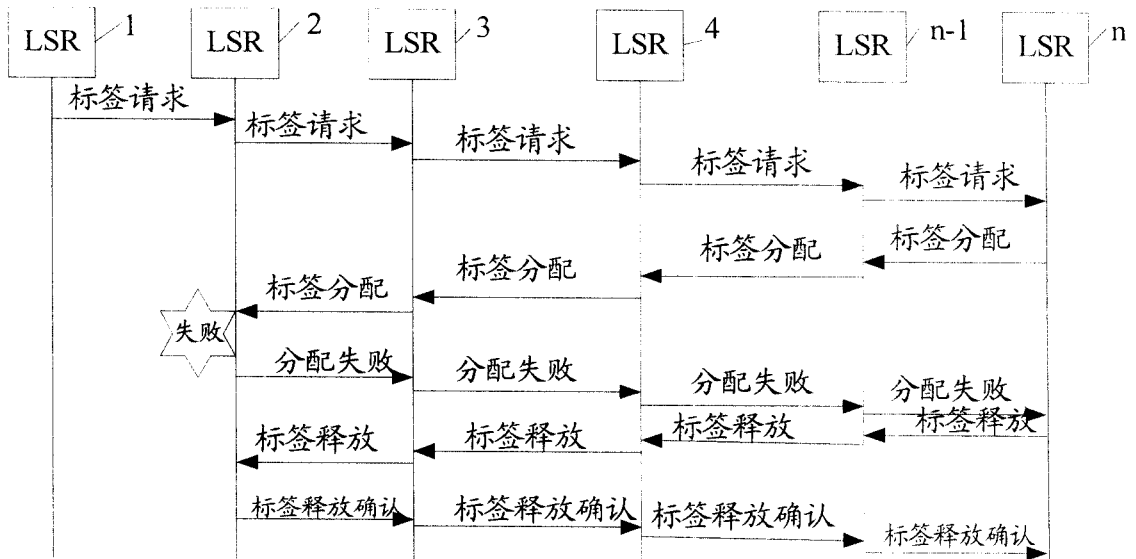 LSR 1
LSR 2
LSR 3
LSR 4
LSR n-1
LSR n
标签请求
标签请求
标签请求
标签请求
标签请求
标签分配
标签分配
标签分配
标签分配
失败
分配失败
分配失败
分配失败
分配失败
标签释放
标签释放
标签释放
标签释放
标签释放确认
标签释放确认
标签释放确认
标签释放确认